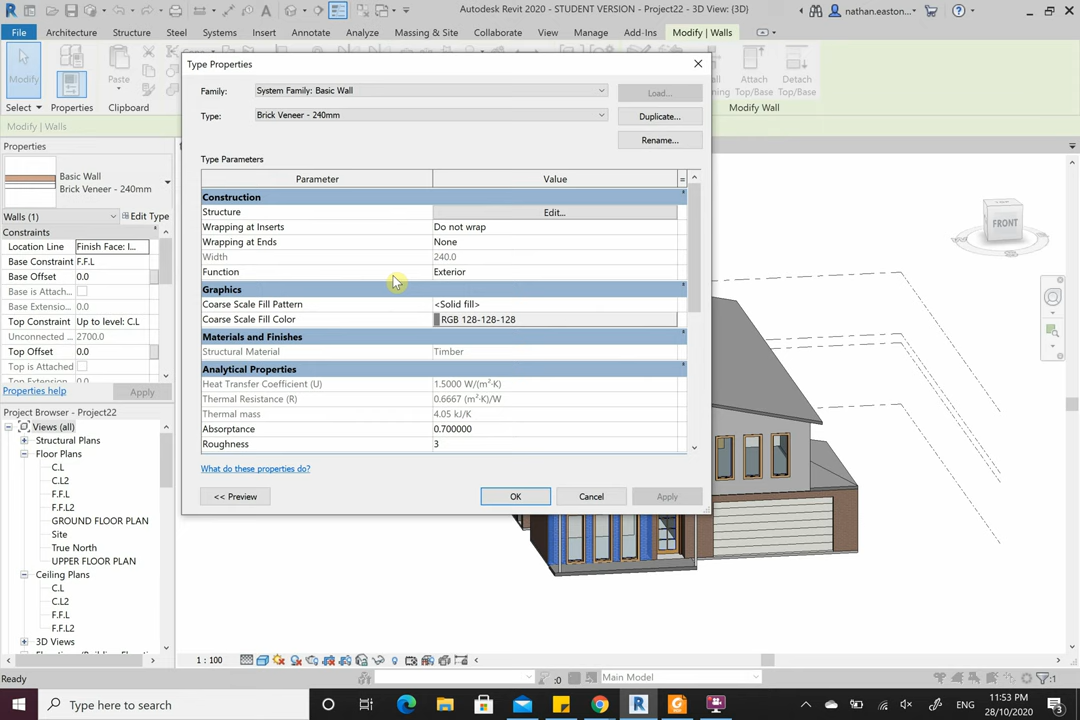 Autodesk Revit 2020 - STUDENT VERSION - Project22 - 3D View: {3D}
nathan.easton...
File Architecture Structure Steel Systems Insert Annotate Analyze Massing & Site Collaborate View Manage Add-Ins Modify | Walls
Modify
Paste
Attach Top/Base
Detach Top/Base
Select Properties Clipboard
Modify Wall
Modify | Walls
Type Properties
Family: System Family: Basic Wall Load...
Type: Brick Veneer - 240mm Duplicate...
Rename...
Type Parameters
Parameter Value =
Construction
Structure Edit...
Wrapping at Inserts Do not wrap
Wrapping at Ends None
Width 240.0
Function Exterior
Graphics
Coarse Scale Fill Pattern <Solid fill>
Coarse Scale Fill Color RGB 128-128-128
Materials and Finishes
Structural Material Timber
Analytical Properties
Heat Transfer Coefficient (U) 1.5000 W/(m²·K)
Thermal Resistance (R) 0.6667 (m²·K)/W
Thermal mass 4.05 kJ/K
Absorptance 0.700000
Roughness 3
What do these properties do?
<< Preview OK Cancel Apply
Properties
Basic Wall
Brick Veneer - 240mm
Walls (1) Edit Type
Constraints
Location Line Finish Face: I...
Base Constraint F.F.L
Base Offset 0.0
Base is Attach...
Base Extensio... 0.0
Top Constraint Up to level: C.L
Unconnected ... 2700.0
Top Offset 0.0
Top is Attached
Properties help Apply
Project Browser - Project22
Views (all)
Structural Plans
Floor Plans
C.L
C.L2
F.F.L
F.F.L2
GROUND FLOOR PLAN
Site
True North
UPPER FLOOR PLAN
Ceiling Plans
C.L
C.L2
F.F.L
F.F.L2
3D Views
FRONT
1 : 100
Ready
:0
Main Model
:1
Type here to search
ENG
11:53 PM
28/10/2020
3